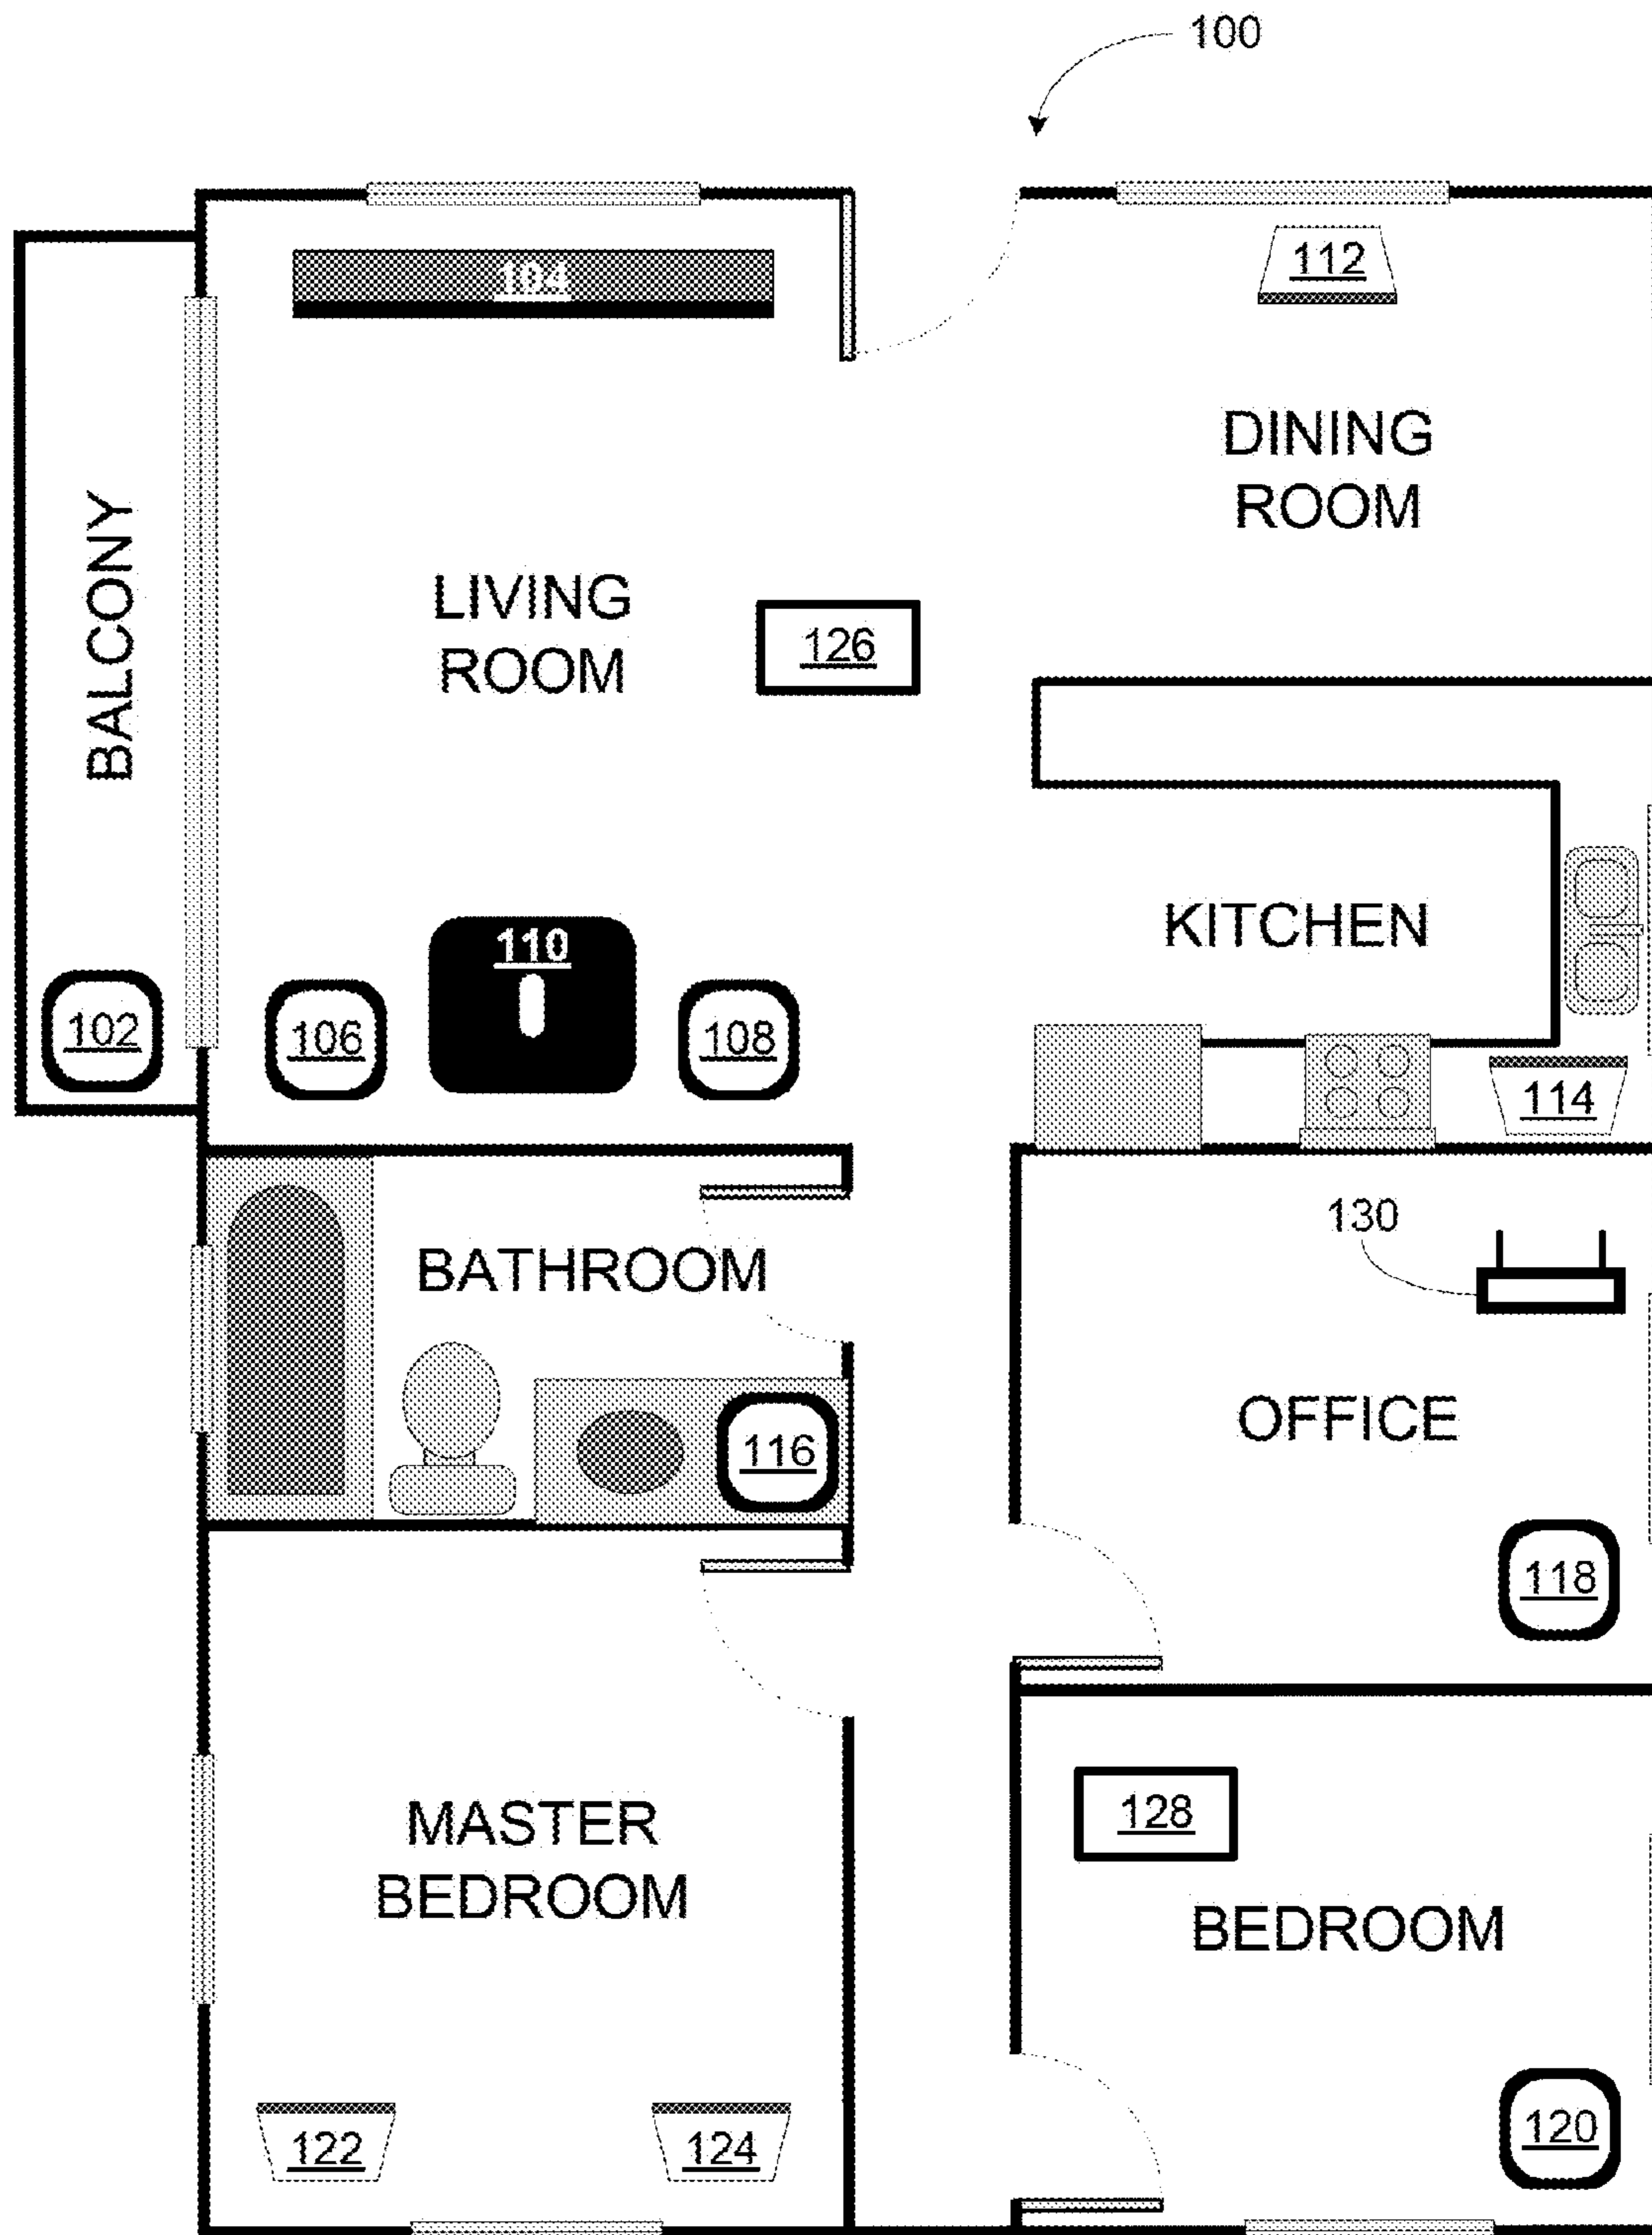 100
104
112
DINING
ROOM
BALCONY
LIVING
ROOM
126
KITCHEN
110
102
106
108
114
130
BATHROOM
OFFICE
116
118
MASTER
BEDROOM
128
BEDROOM
122
124
120